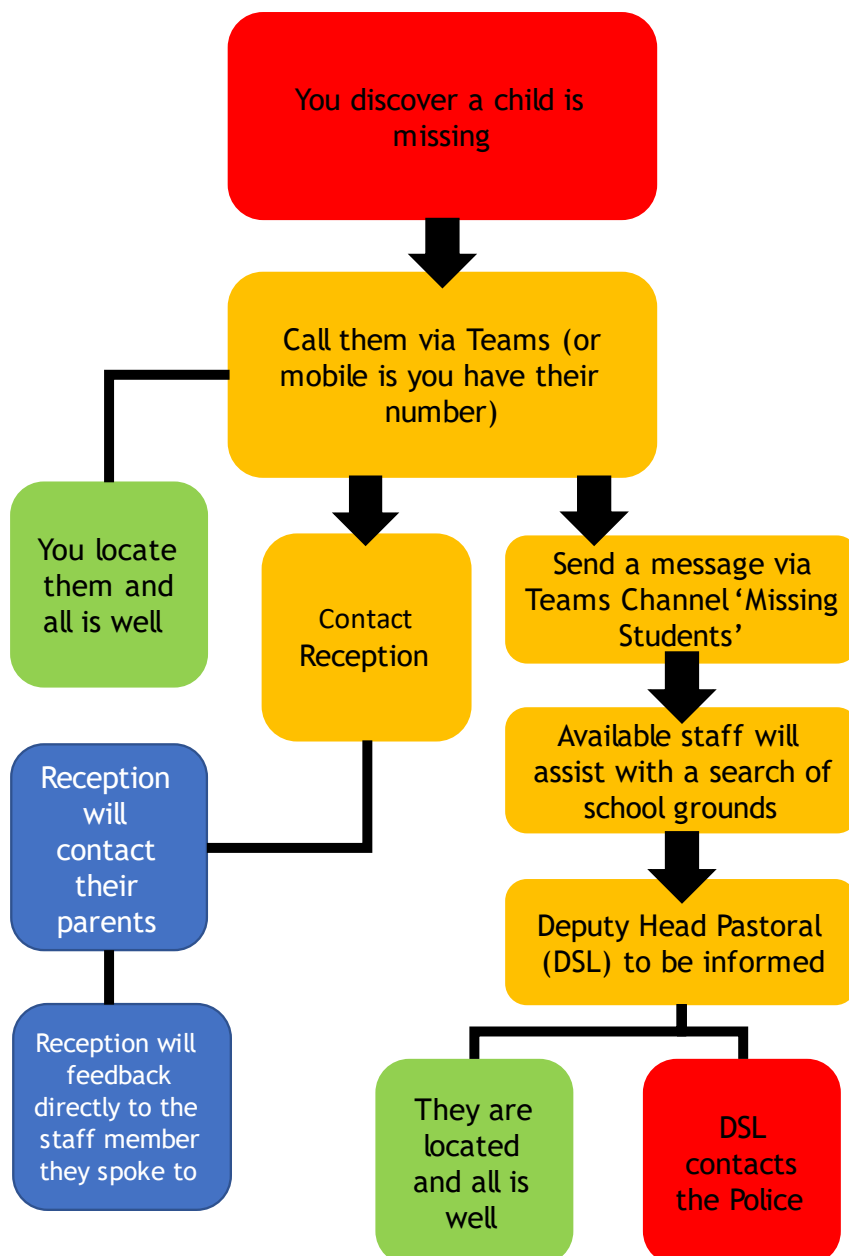 You discover a child is
missing
Call them via Teams (or
mobile is you have their
number)
You locate
them and
all is well
Contact
Reception
Send a message via
Teams Channel ‘Missing
Students’
Available staff will
assist with a search of
school grounds
Reception
will
contact
their
parents
Deputy Head Pastoral
(DSL) to be informed
Reception will
feedback
directly to the
staff member
they spoke to
They are
located
and all is
well
DSL
contacts
the Police